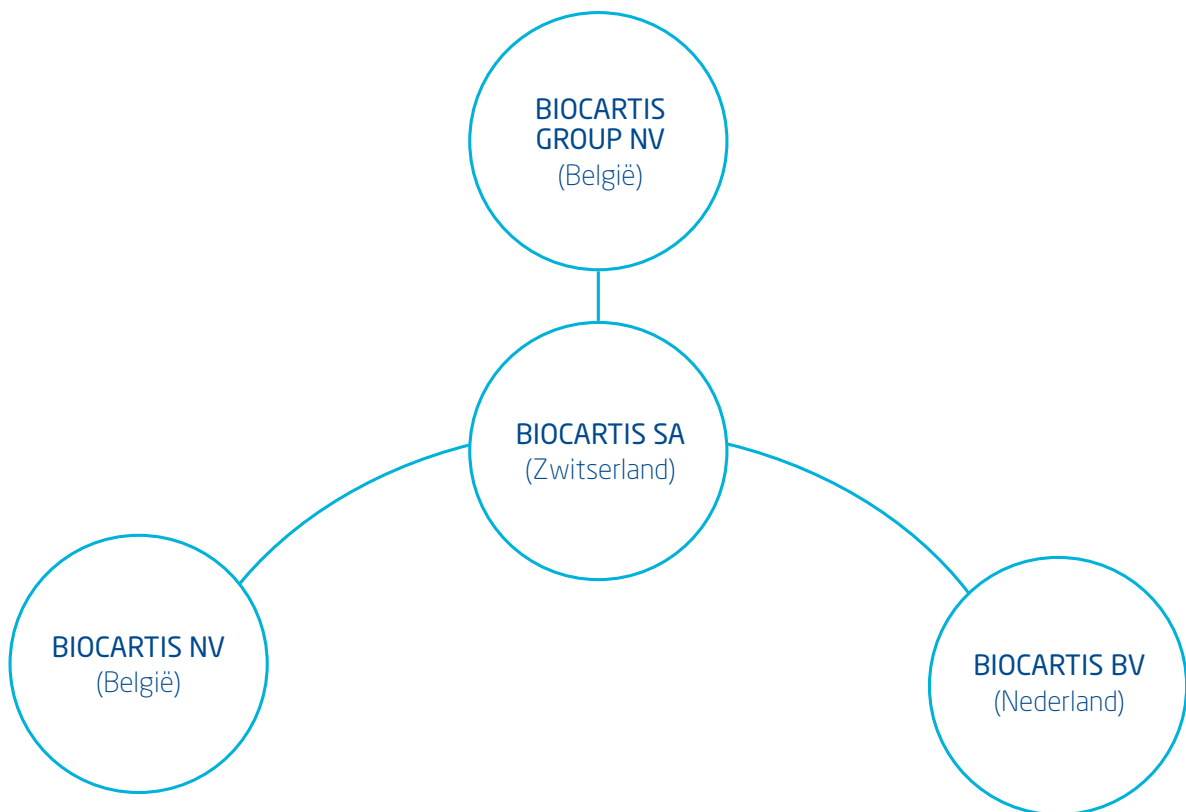 BIOCARTIS
GROUP NV
(België)
BIOCARTIS SA
(Zwitserland)
BIOCARTIS NV
(België)
BIOCARTIS BV
(Nederland)